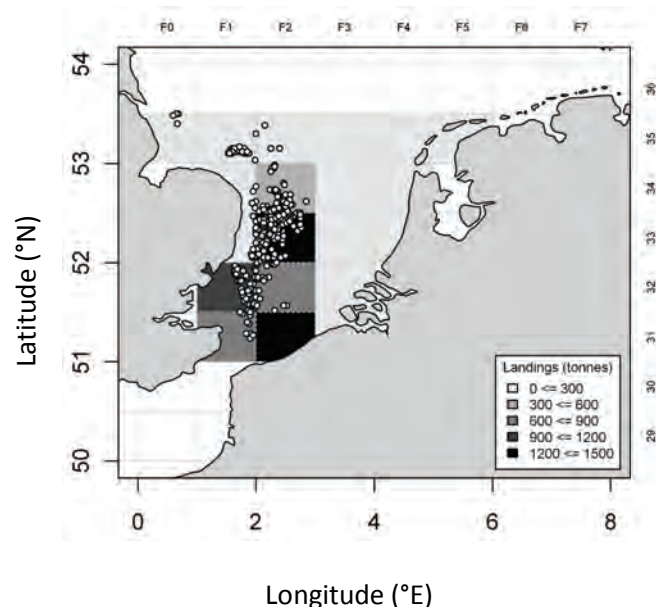 F0 F1 F2 F3 F4 F5 F6 F7
54
53
52
51
50
36
35
34
33
32
31
30
29
0 2 4 6 8
Latitude (°N)
Longitude (°E)
Landings (tonnes)
0 <= 300
300 <= 600
600 <= 900
900 <= 1200
1200 <= 1500